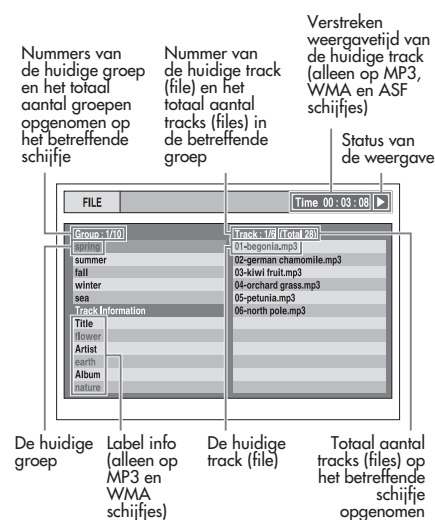 Verstreken
weergavetijd van
de huidige track
(alleen op MP3,
WMA en ASF
schijfjes)
Nummers van
de huidige groep
en het totaal
aantal groepen
opgenomen op
het betreffende
schijfje
Nummer van
de huidige track
(file) en het
totaal aantal
tracks (files) in
de betreffende
groep
Status van
de weergave
FILE
Time 00 : 03 : 08
Group : 1/10
Track : 1/6 (Total 28)
spring
01-begonia.mp3
summer
02-german chamomile.mp3
fall
03-kiwi fruit.mp3
winter
04-orchard grass.mp3
sea
05-petunia.mp3
Track Information
06-north pole.mp3
Title
flower
Artist
earth
Album
nature
De huidige
groep
Label info
(alleen op
MP3 en
WMA
schijfjes)
De huidige
track (file)
Totaal aantal
tracks (files) op
het betreffende
schijfje
opgenomen